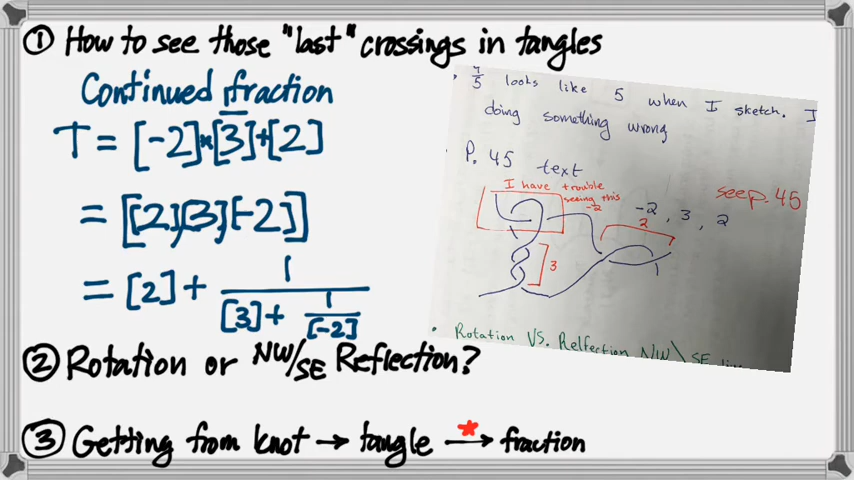 ① How to see those "last" crossings in tangles
Continued fraction
T = [-2]*[3]+[2]
= [[2],[3],[-2]]
= [2] + 1
[3]+ 1
[-2]
② Rotation or NW/SE Reflection?
③ Getting from knot → tangle * → fraction
5 looks like 5 when I sketch. I
doing something wrong
P. 45 text
I have trouble
seeing this
-2
see p. 45
-2, 3, 2
2
3
Rotation VS. Relfection NW\SE